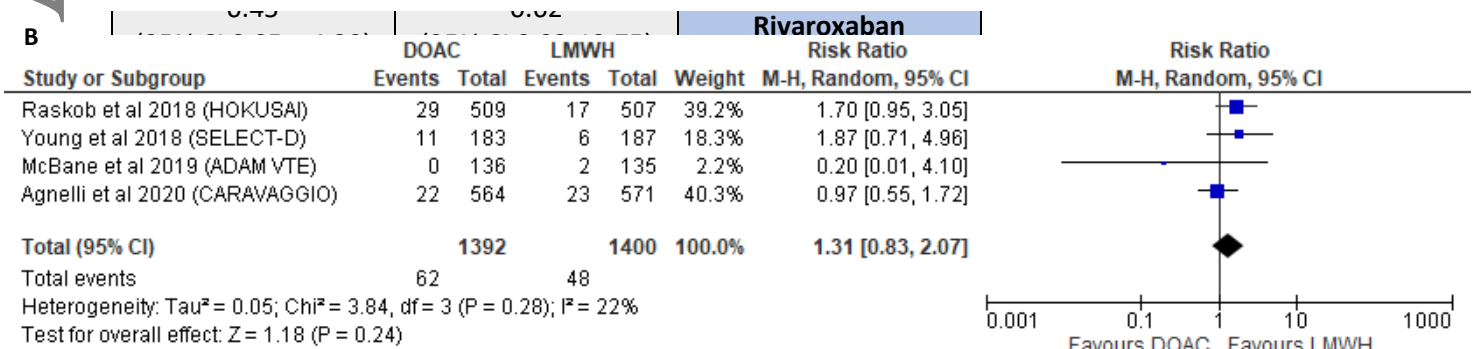 Rivaroxaban
B
DOAC LMWH Risk Ratio Risk Ratio
Study or Subgroup Events Total Events Total Weight M-H, Random, 95% CI M-H, Random, 95% CI
Raskob et al 2018 (HOKUSAI) 29 509 17 507 39.2% 1.70 [0.95, 3.05]
Young et al 2018 (SELECT-D) 11 183 6 187 18.3% 1.87 [0.71, 4.96]
McBane et al 2019 (ADAM VTE) 0 136 2 135 2.2% 0.20 [0.01, 4.10]
Agnelli et al 2020 (CARAVAGGIO) 22 564 23 571 40.3% 0.97 [0.55, 1.72]
Total (95% CI) 1392 1400 100.0% 1.31 [0.83, 2.07]
Total events 62 48
Heterogeneity: Tau² = 0.05; Chi² = 3.84, df = 3 (P = 0.28); I² = 22%
Test for overall effect: Z = 1.18 (P = 0.24)
0.001 0.1 1 10 1000
Favours DOAC Favours LMWH